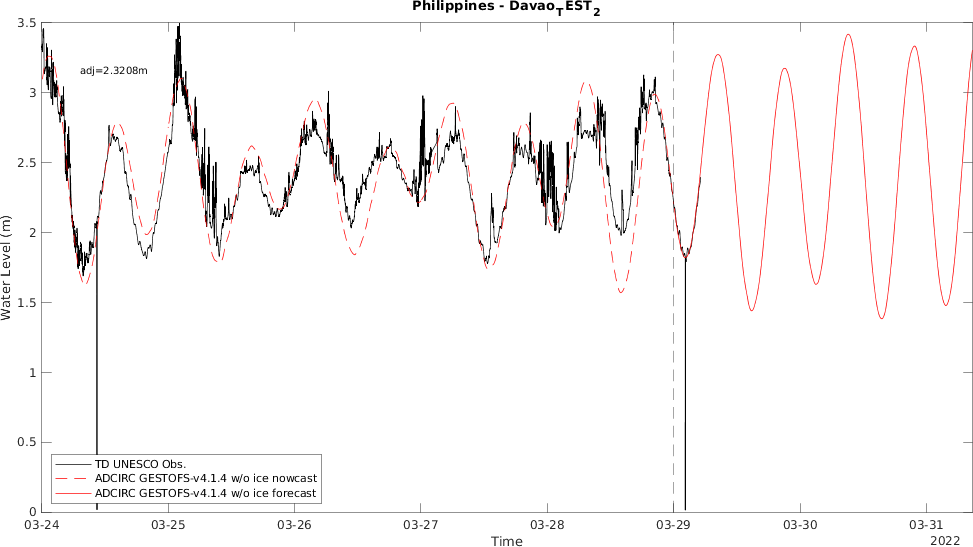 Philippines - Davao_TEST_2
3.5
adj=2.3208m
3
2.5
2
Water Level (m)
1.5
1
0.5
TD UNESCO Obs.
ADCIRC GESTOFS-v4.1.4 w/o ice nowcast
ADCIRC GESTOFS-v4.1.4 w/o ice forecast
0
03-24 03-25 03-26 03-27 03-28 03-29 03-30 03-31
Time
2022